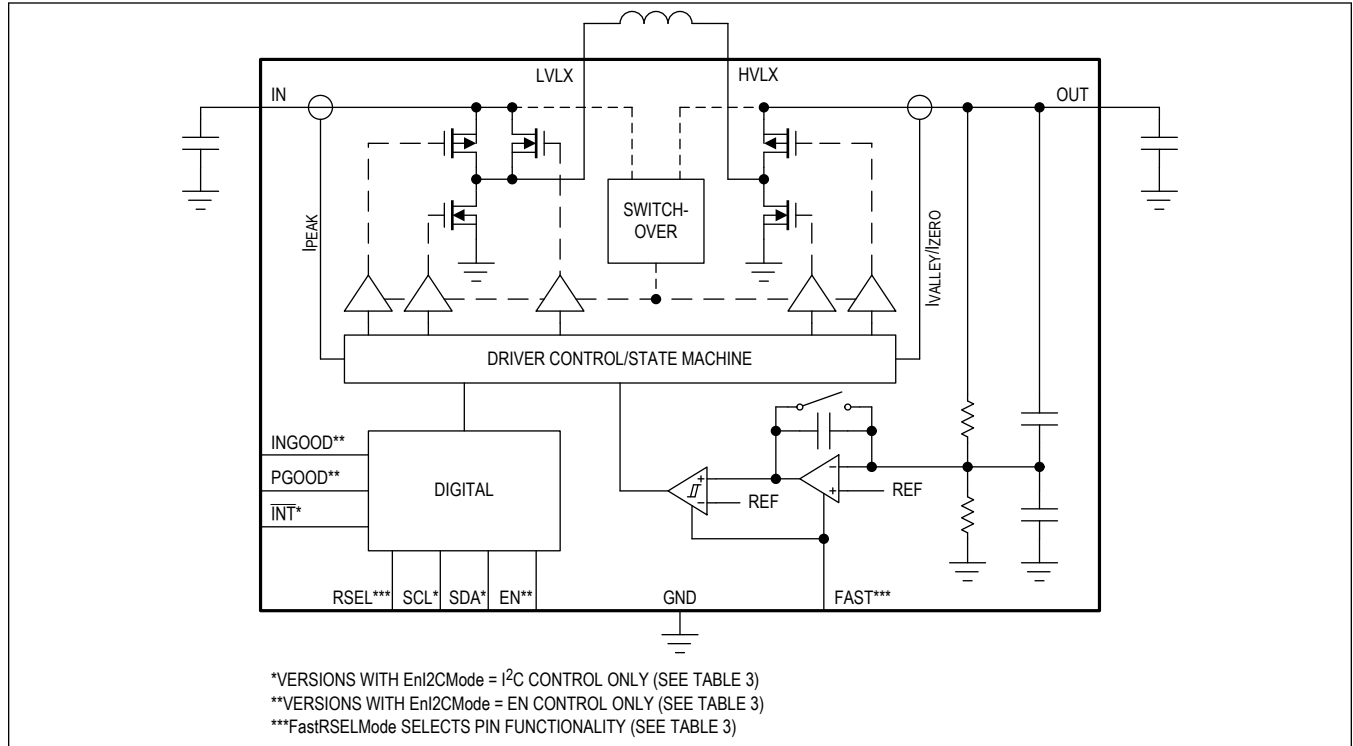 LVLX
HVLX
IN
OUT
IPEAK
SWITCH-
OVER
IVALLEY/IZERO
DRIVER CONTROL/STATE MACHINE
INGOOD**
PGOOD**
INT*
DIGITAL
+
-
REF
-
+
REF
RSEL***
SCL*
SDA*
EN**
GND
FAST***
*VERSIONS WITH EnI2CMode = I2C CONTROL ONLY (SEE TABLE 3)
**VERSIONS WITH EnI2CMode = EN CONTROL ONLY (SEE TABLE 3)
***FastRSELMode SELECTS PIN FUNCTIONALITY (SEE TABLE 3)